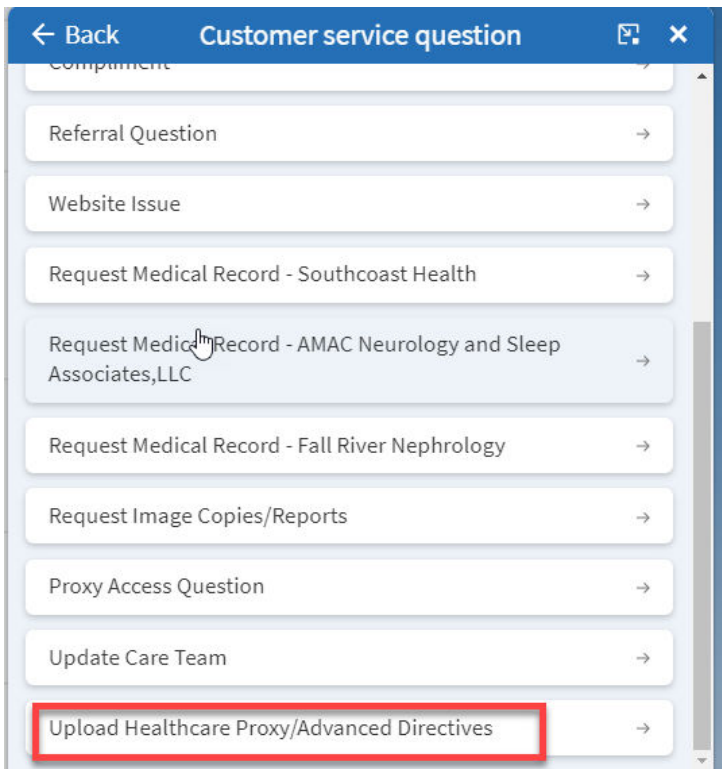 ← Back Customer service question
Compliment
Referral Question
Website Issue
Request Medical Record - Southcoast Health
Request Medical Record - AMAC Neurology and Sleep
Associates,LLC
Request Medical Record - Fall River Nephrology
Request Image Copies/Reports
Proxy Access Question
Update Care Team
Upload Healthcare Proxy/Advanced Directives